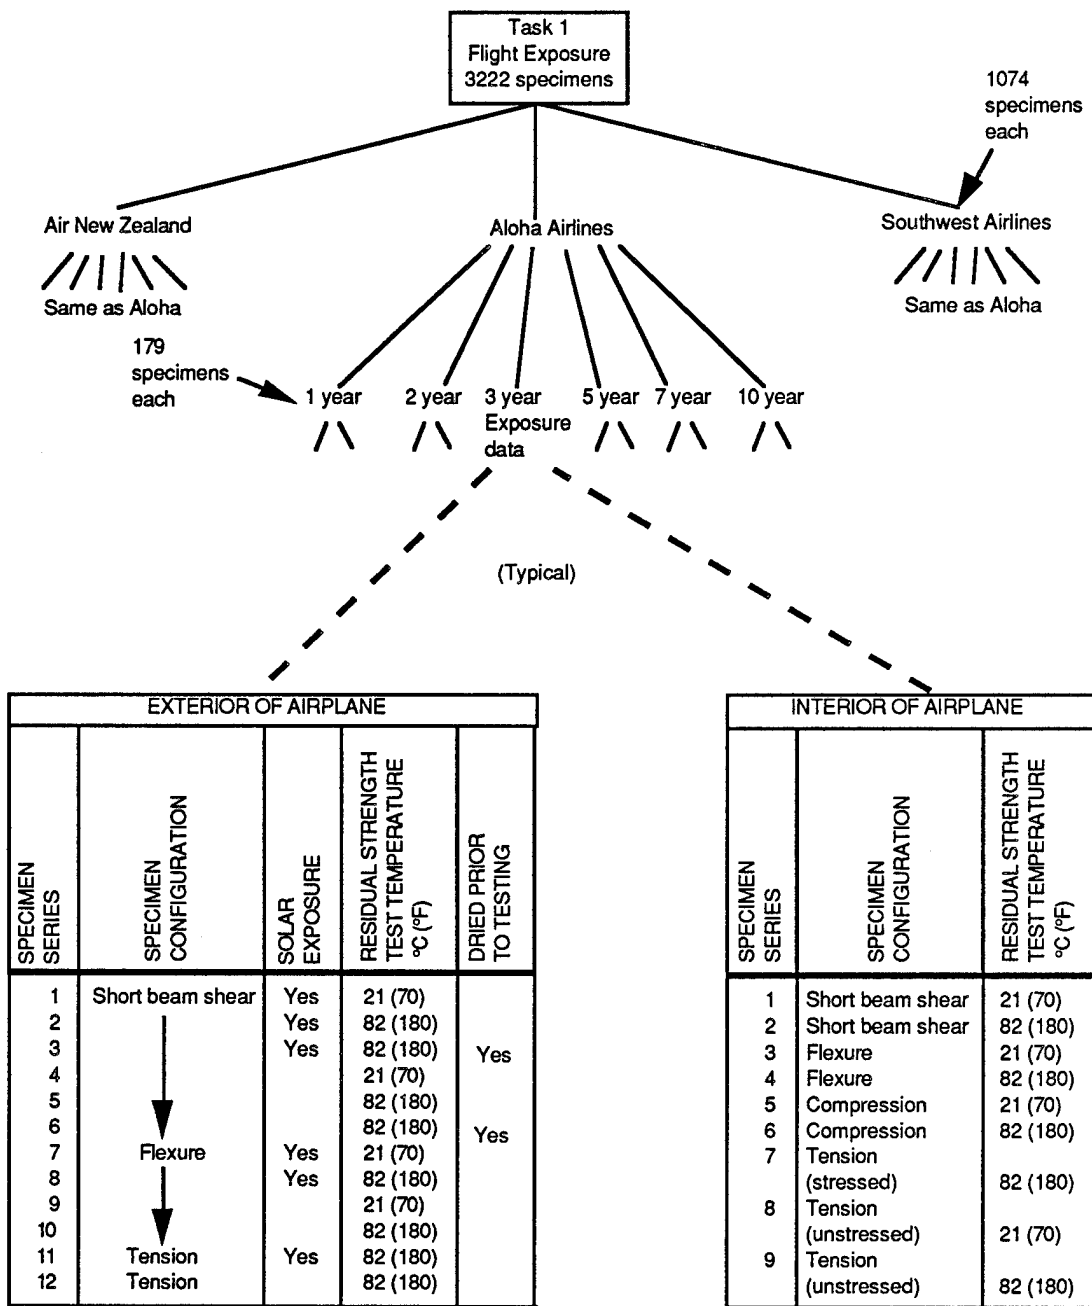 Task 1
Flight Exposure
3222 specimens
1074
specimens
each
Air New Zealand
Aloha Airlines
Southwest Airlines
Same as Aloha
Same as Aloha
179
specimens
each
1 year
2 year
3 year
5 year
7 year
10 year
Exposure
data
(Typical)
EXTERIOR OF AIRPLANE
SPECIMEN
SERIES
SPECIMEN
CONFIGURATION
SOLAR
EXPOSURE
RESIDUAL STRENGTH
TEST TEMPERATURE
°C (°F)
DRIED PRIOR
TO TESTING
1 Short beam shear Yes 21 (70)
2 Yes 82 (180)
3 Yes 82 (180) Yes
4 21 (70)
5 82 (180)
6 82 (180) Yes
7 Flexure Yes 21 (70)
8 Yes 82 (180)
9 21 (70)
10 82 (180)
11 Tension Yes 82 (180)
12 Tension 82 (180)
INTERIOR OF AIRPLANE
SPECIMEN
SERIES
SPECIMEN
CONFIGURATION
RESIDUAL STRENGTH
TEST TEMPERATURE
°C (°F)
1 Short beam shear 21 (70)
2 Short beam shear 82 (180)
3 Flexure 21 (70)
4 Flexure 82 (180)
5 Compression 21 (70)
6 Compression 82 (180)
7 Tension
(stressed) 82 (180)
8 Tension
(unstressed) 21 (70)
9 Tension
(unstressed) 82 (180)